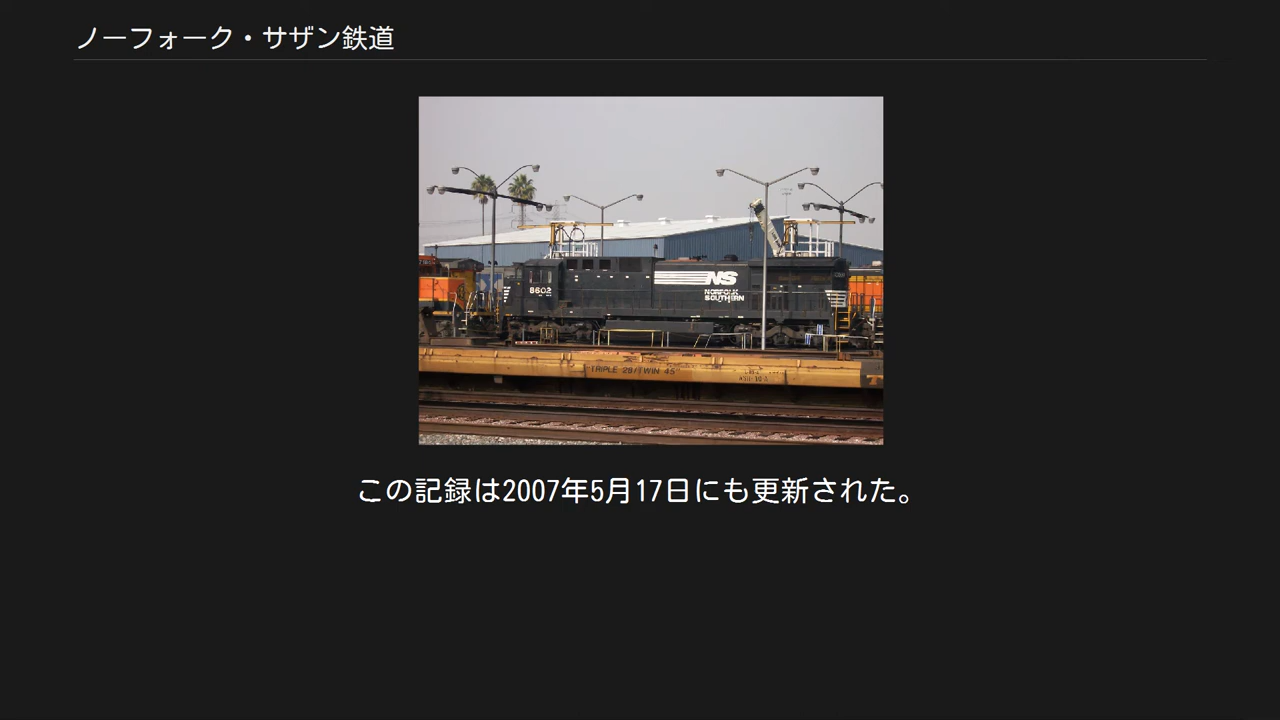 ノーフォーク・サザン鉄道
NS
8602
NORFOLK
SOUTHERN
"TRIPLE 28/TWIN 45"
この記録は2007年5月17日にも更新された。